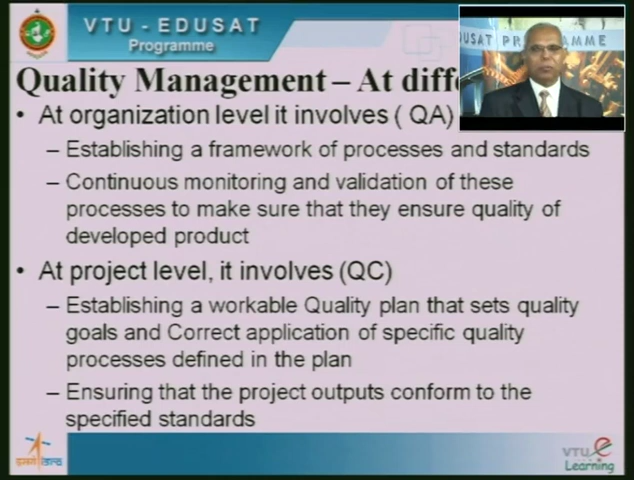 VTU - EDUSAT
Programme
Quality Management – At diffe
USAT PROGRAMME
• At organization level it involves ( QA)
– Establishing a framework of processes and standards
– Continuous monitoring and validation of these
processes to make sure that they ensure quality of
developed product
• At project level, it involves (QC)
– Establishing a workable Quality plan that sets quality
goals and Correct application of specific quality
processes defined in the plan
– Ensuring that the project outputs conform to the
specified standards
VTU e
Learning